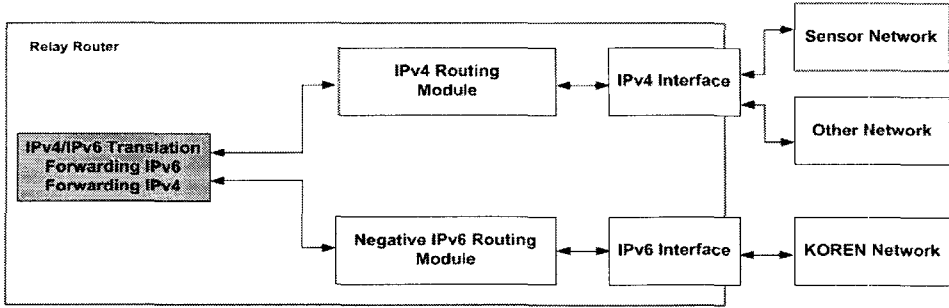 Relay Router
IPv4 Routing
Module
IPv4 Interface
Sensor Network
Other Network
IPv4/IPv6 Translation
Forwarding IPv6
Forwarding IPv4
Negative IPv6 Routing
Module
IPv6 Interface
KOREN Network